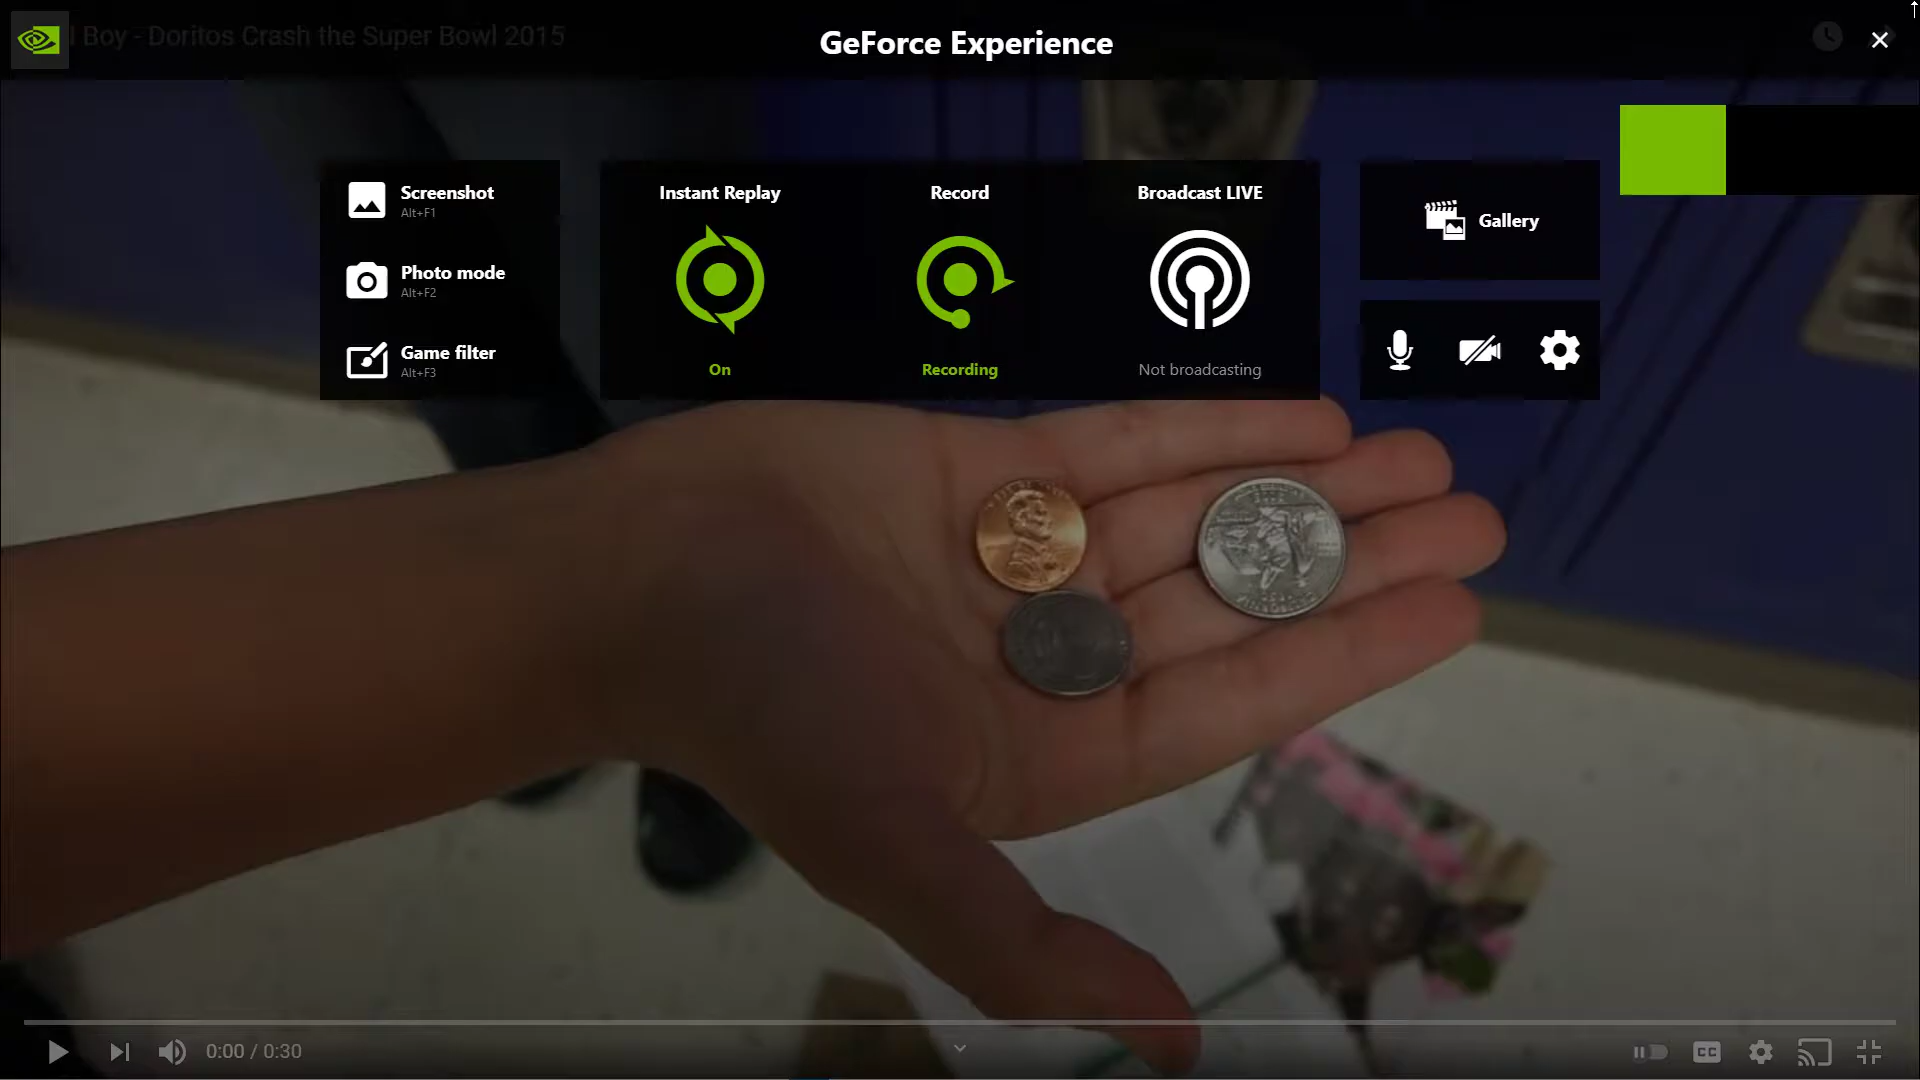 l Boy - Doritos Crash the Super Bowl 2015
GeForce Experience
Screenshot
Alt+F1
Photo mode
Alt+F2
Game filter
Alt+F3
Instant Replay
On
Record
Recording
Broadcast LIVE
Not broadcasting
Gallery
0:00 / 0:30
CC